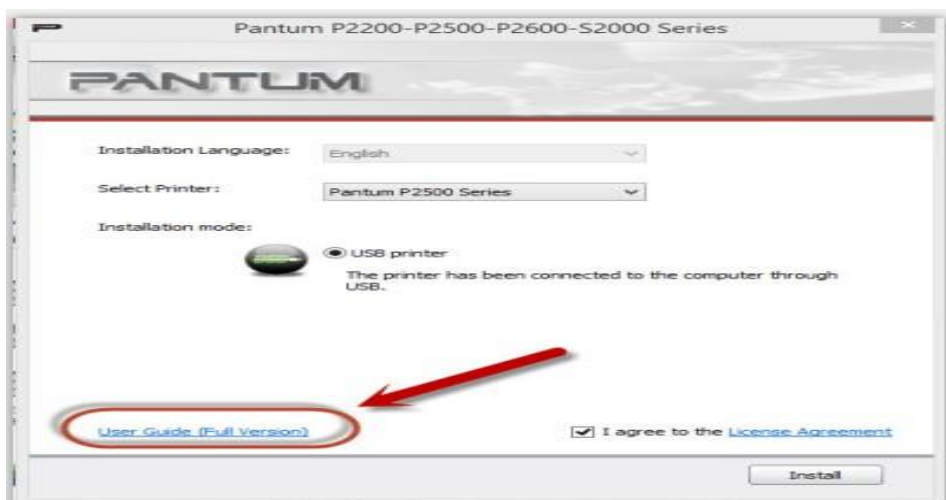 Pantum P2200-P2500-P2600-S2000 Series
PANTUM
Installation Language: English
Select Printer: Pantum P2500 Series
Installation mode:
USB printer
The printer has been connected to the computer through
USB.
User Guide (Full Version)
I agree to the License Agreement
Install